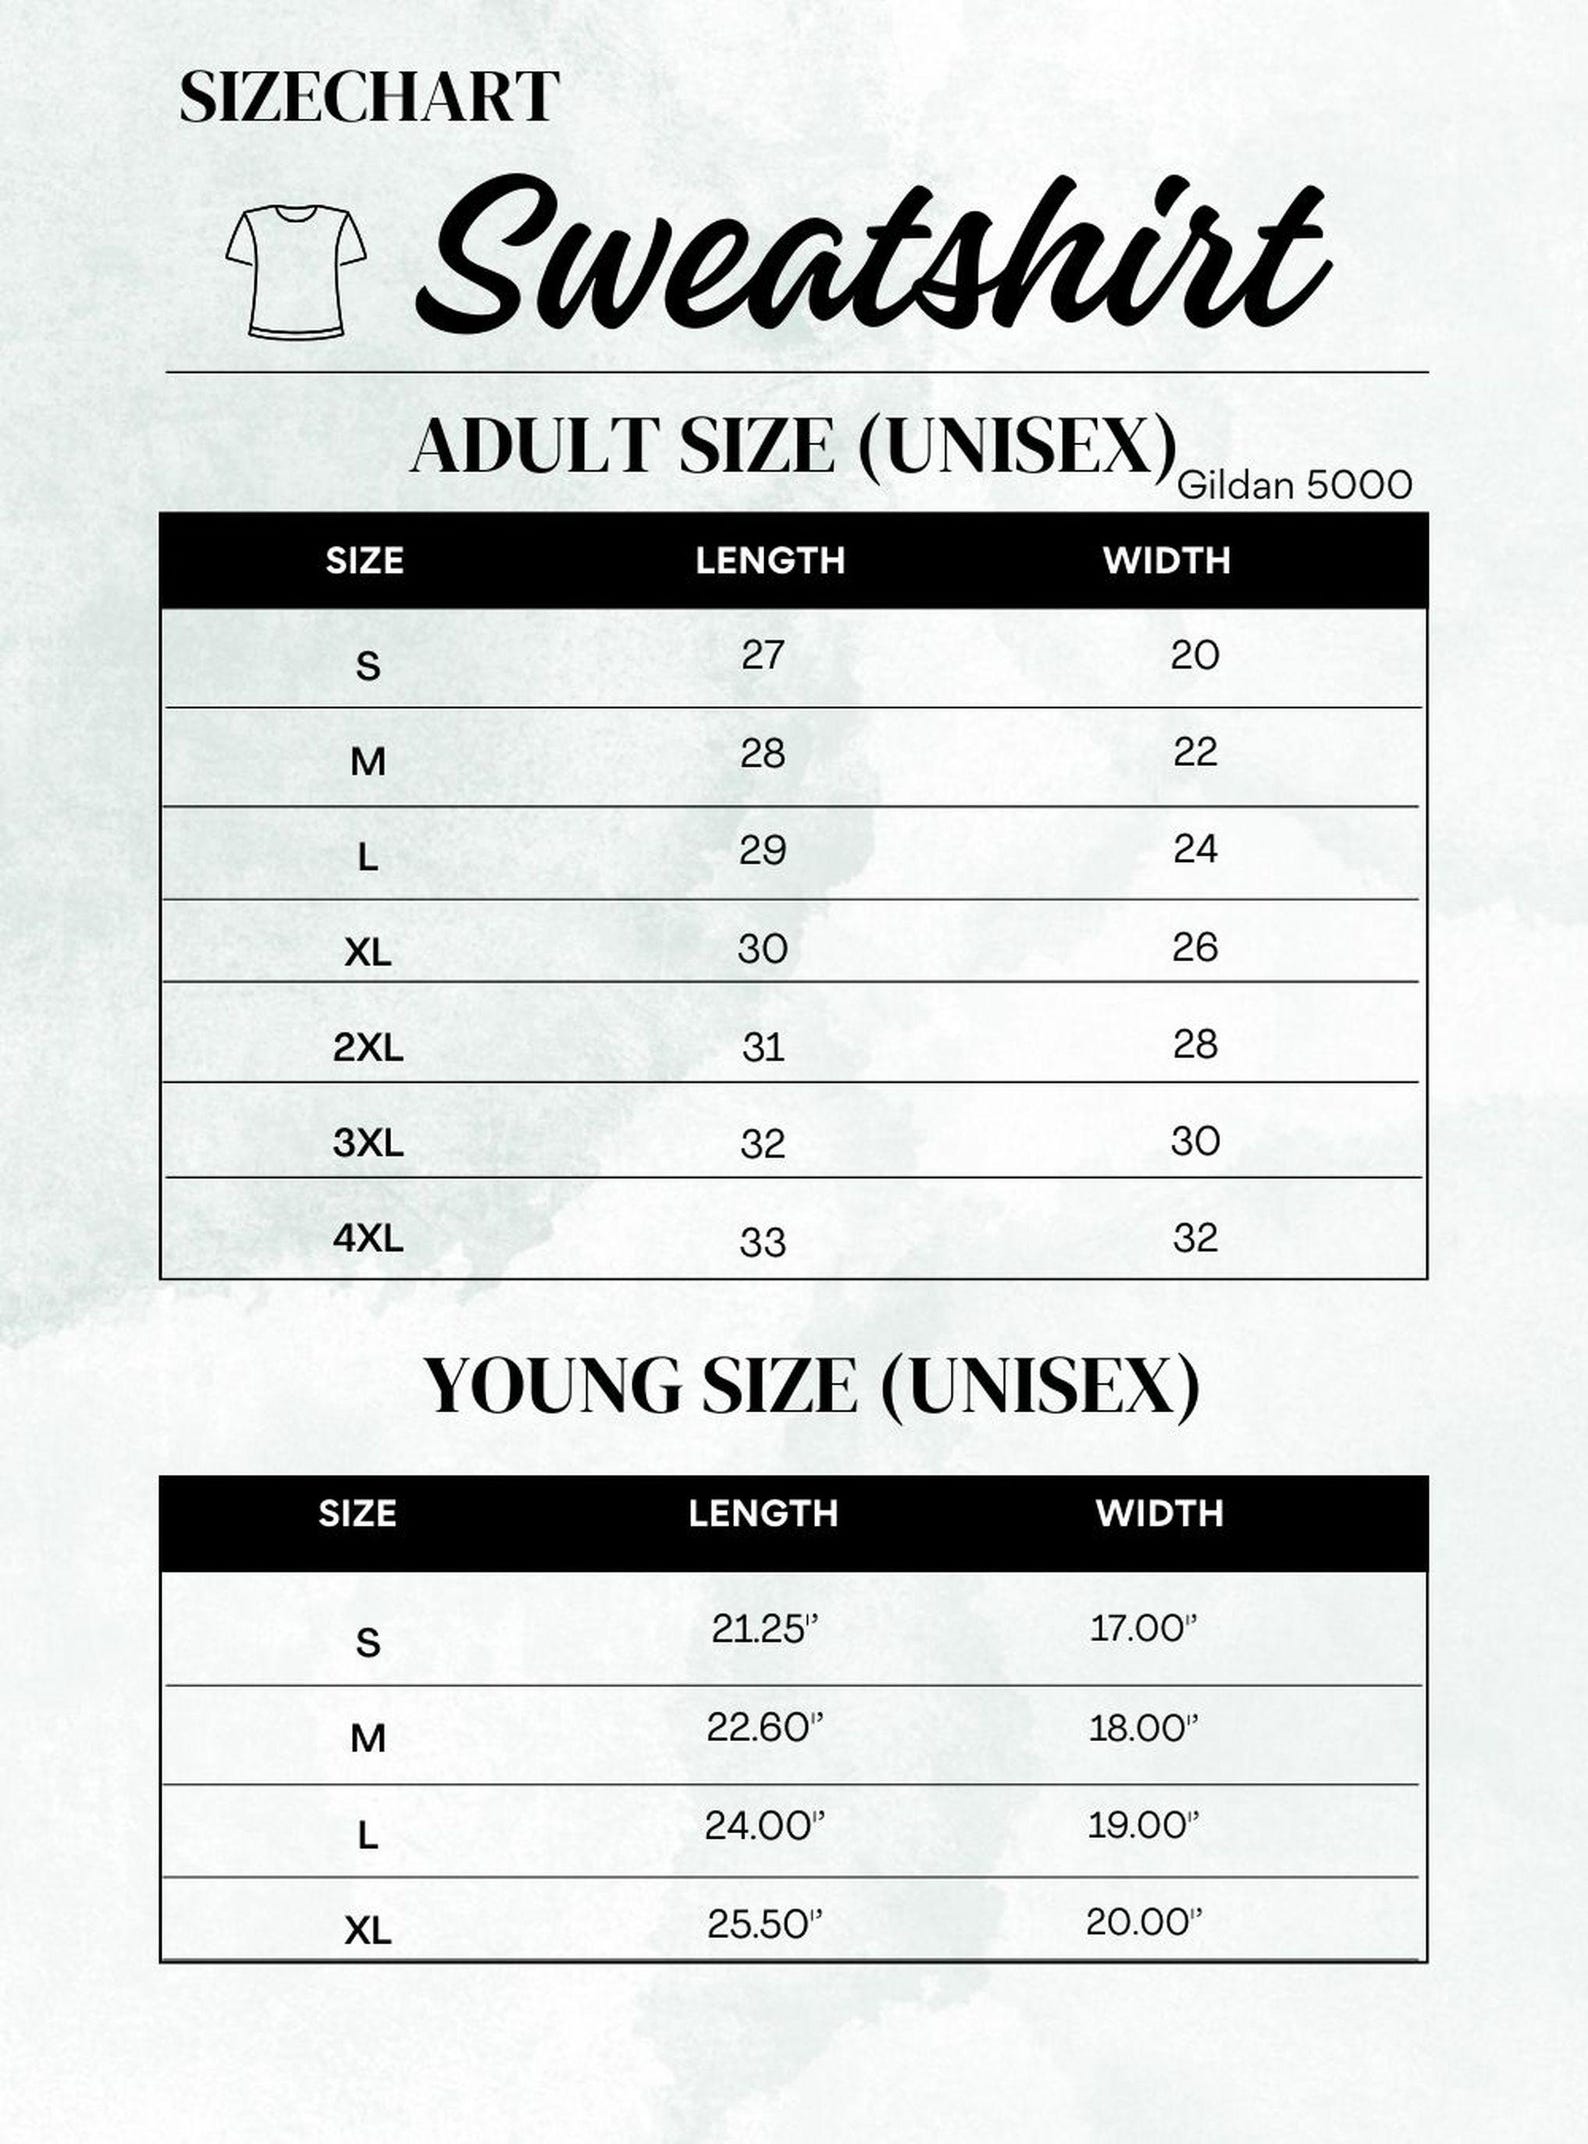 SIZECHART
Sweatshirt
ADULT SIZE (UNISEX)
Gildan 5000
SIZE LENGTH WIDTH
S 27 20
M 28 22
L 29 24
XL 30 26
2XL 31 28
3XL 32 30
4XL 33 32
YOUNG SIZE (UNISEX)
SIZE LENGTH WIDTH
S 21.25'’ 17.00'’
M 22.60'’ 18.00'’
L 24.00'’ 19.00'’
XL 25.50'’ 20.00'’